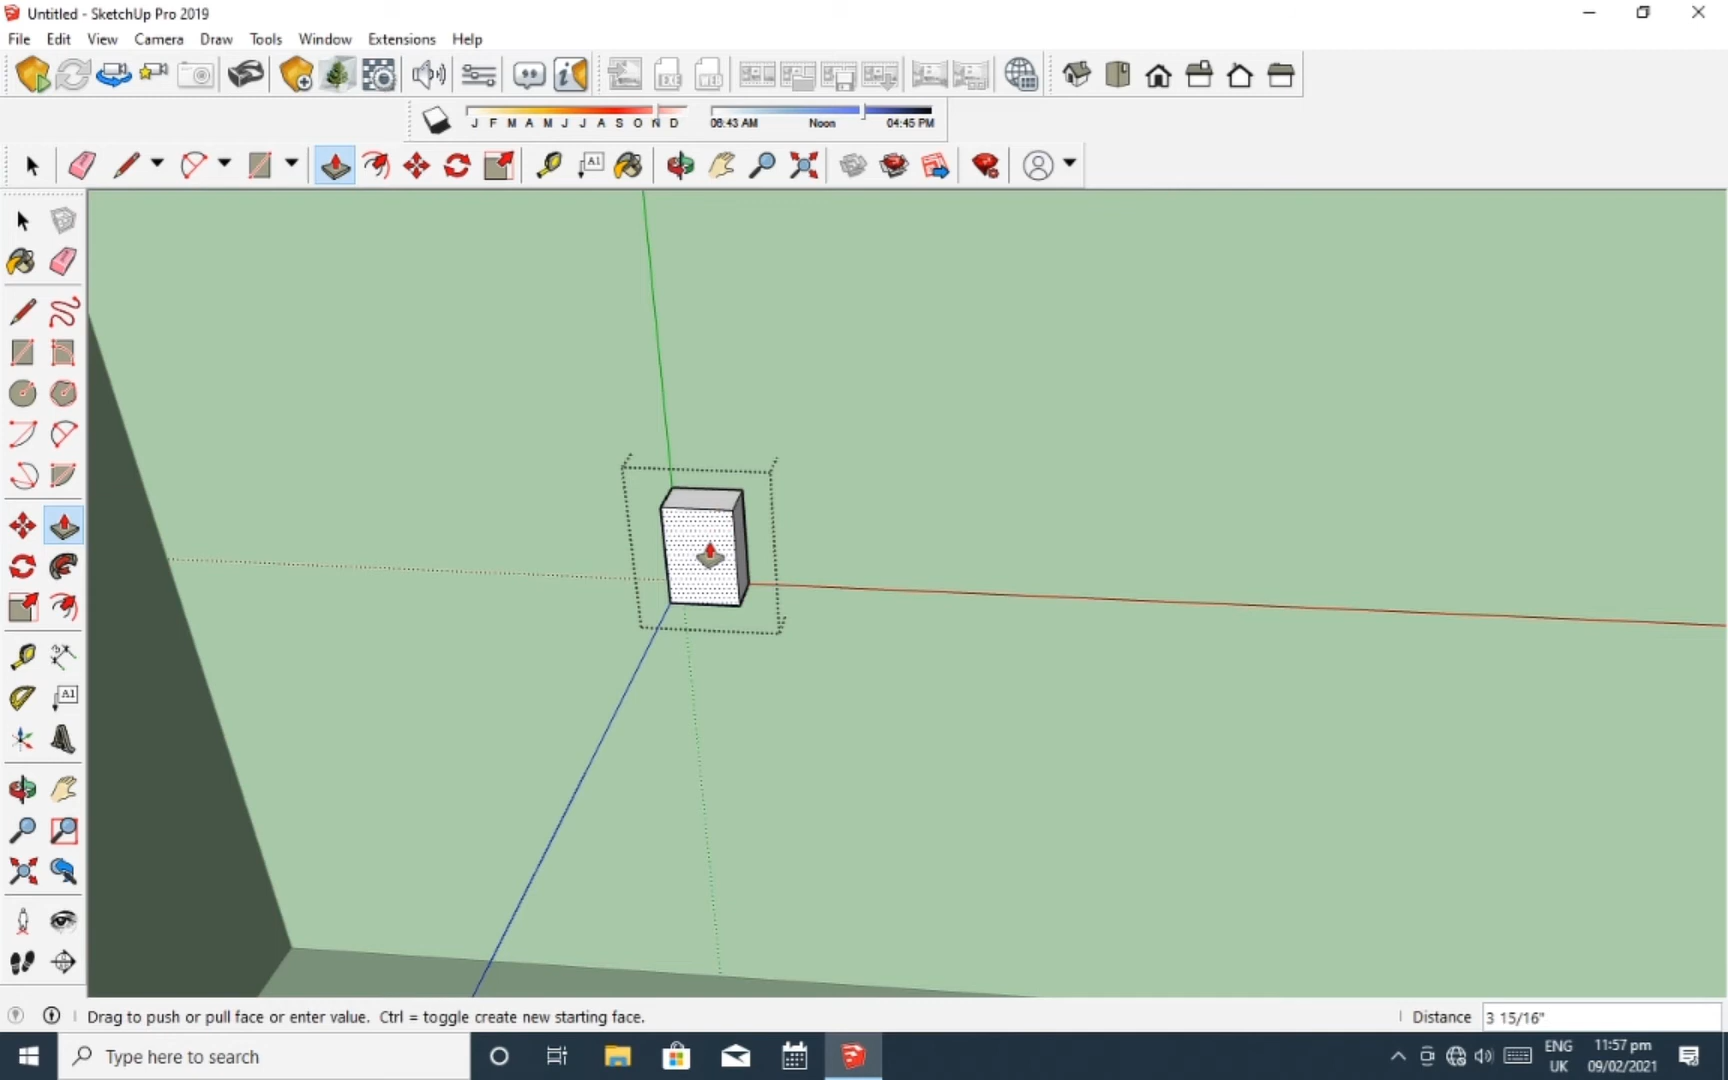 Untitled - SketchUp Pro 2019
File Edit View Camera Draw Tools Window Extensions Help
J F M A M J J A S O N D
06:43 AM Noon 04:45 PM
A1
A1
Drag to push or pull face or enter value. Ctrl = toggle create new starting face.
Distance 3 15/16"
Type here to search
ENG
UK
11:57 pm
09/02/2021